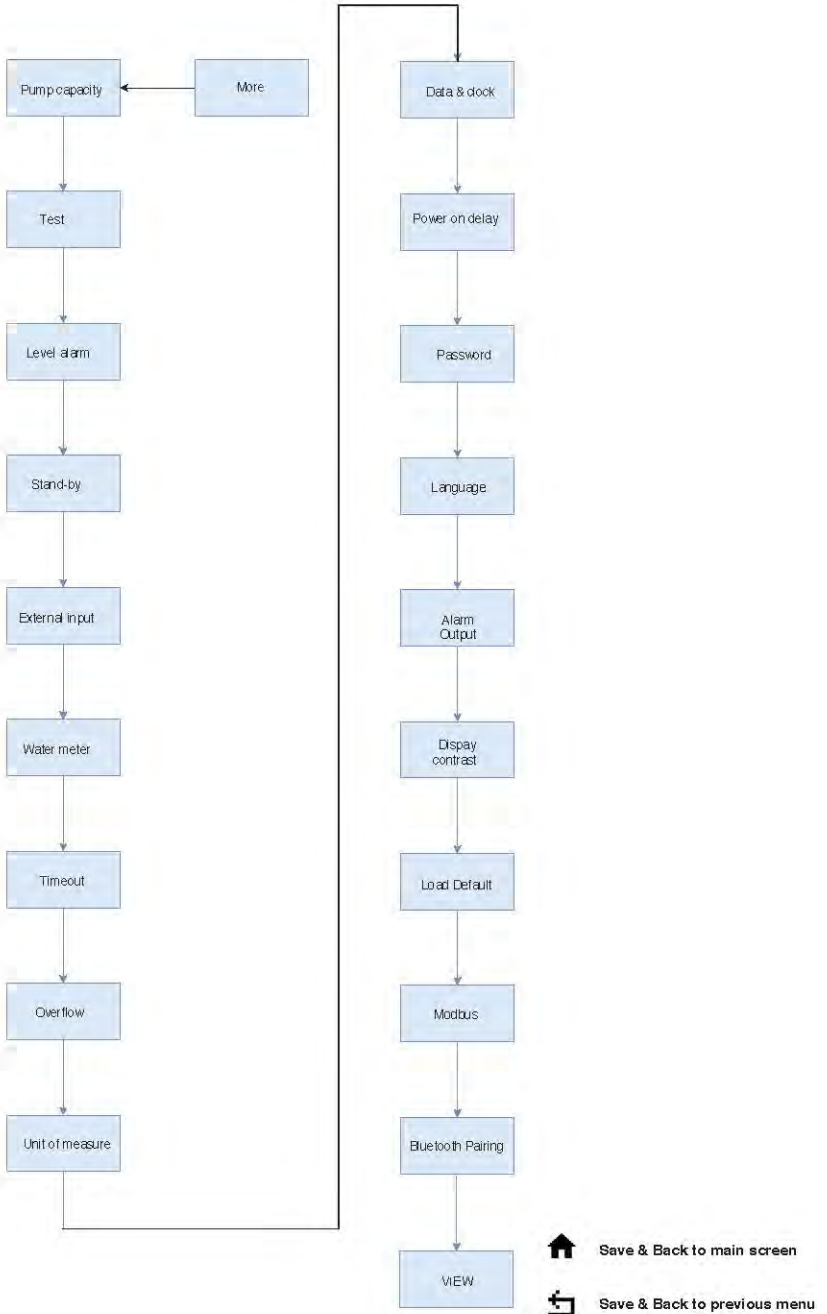 More
Pump capacity
Test
Level alarm
Stand-by
External input
Water meter
Timeout
Overflow
Unit of measure
Data & clock
Power on delay
Password
Language
Alarm
Output
Dispay
contrast
Load Default
Modbus
Bluetooth Pairing
VIEW
Save & Back to main screen
Save & Back to previous menu